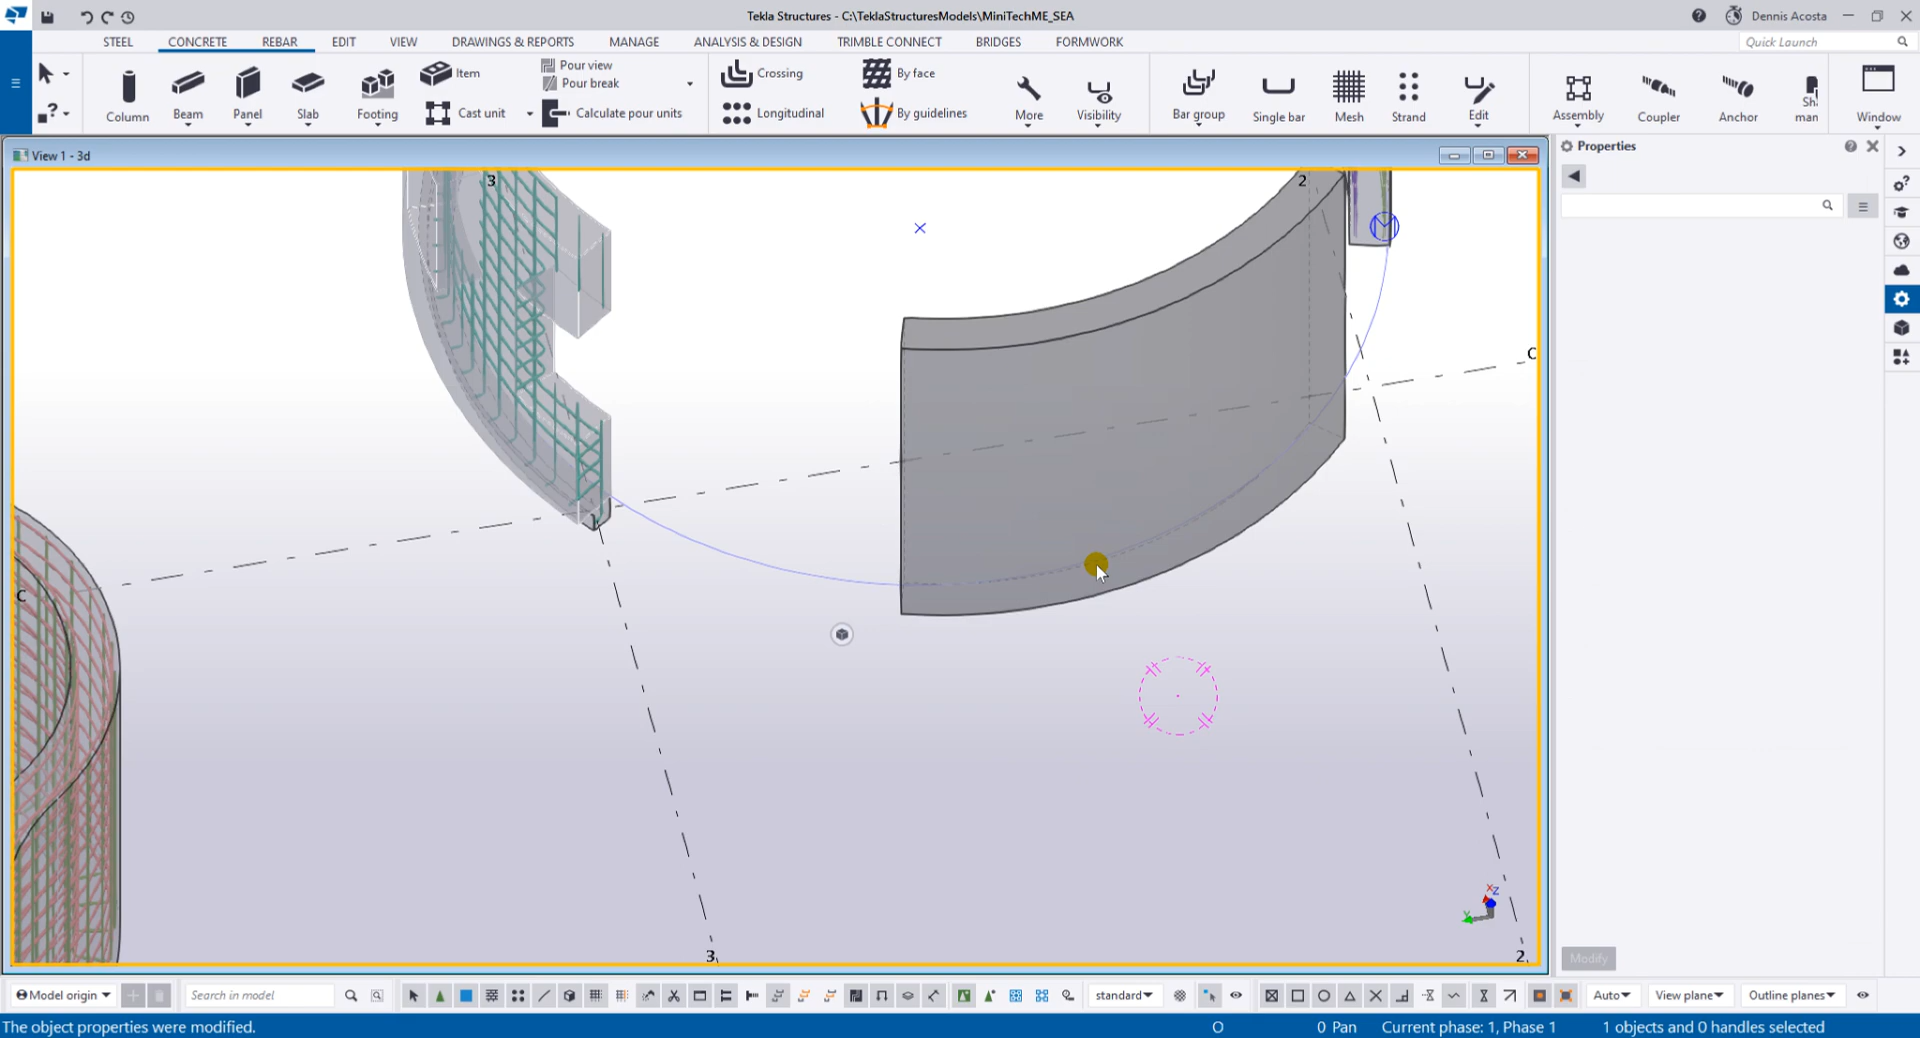 Tekla Structures - C:\TeklaStructuresModels\MiniTechME_SEA
Dennis Acosta
STEEL CONCRETE REBAR EDIT VIEW DRAWINGS & REPORTS MANAGE ANALYSIS & DESIGN TRIMBLE CONNECT BRIDGES FORMWORK
Quick Launch
Item Pour view Crossing By face
Pour break
Column Beam Panel Slab Footing Cast unit Calculate pour units Longitudinal By guidelines More Visibility Bar group Single bar Mesh Strand Edit Assembly Coupler Anchor Window
Sh
man
View 1 - 3d
Properties
3
2
C
C
3
2
X
Z
Y
Modify
Model origin
Search in model
standard
Auto
View plane
Outline planes
The object properties were modified.
O
0 Pan
Current phase: 1, Phase 1
1 objects and 0 handles selected